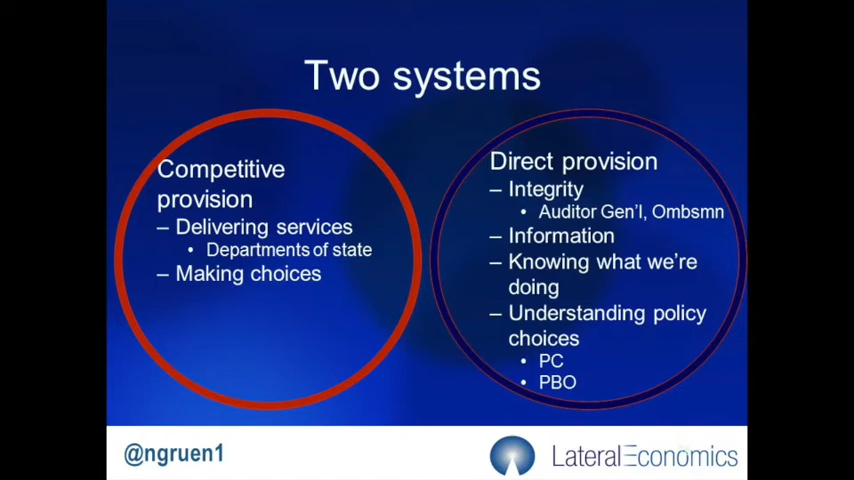 Two systems
Competitive
provision
– Delivering services
• Departments of state
– Making choices
Direct provision
– Integrity
• Auditor Gen'l, Ombsmn
– Information
– Knowing what we're
doing
– Understanding policy
choices
• PC
• PBO
@ngruen1
LateralEconomics